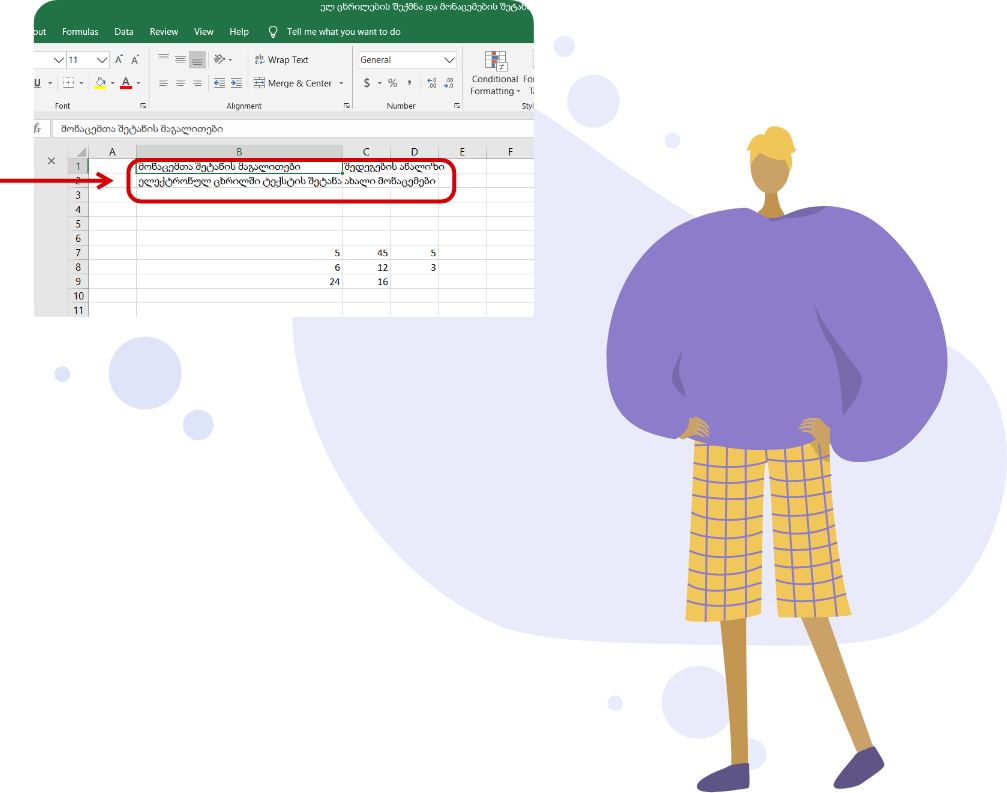 ელ ცხრილების შექმნა და მონაცემების შეტანა
out Formulas Data Review View Help Tell me what you want to do
11 A A Wrap Text General
U A Merge & Center $ % , Conditional Formatting
Font Alignment Number
fx მონაცემთა შეტანის მაგალითები
A B C D E F
1 მონაცემთა შეტანის მაგალითები შედეგების ანალიზი
2 ელექტრონულ ცხრილში ტექსტის შეტანა ახალი მონაცემები
3
4
5
6
7 5 45 5
8 6 12 3
9 24 16
10
11